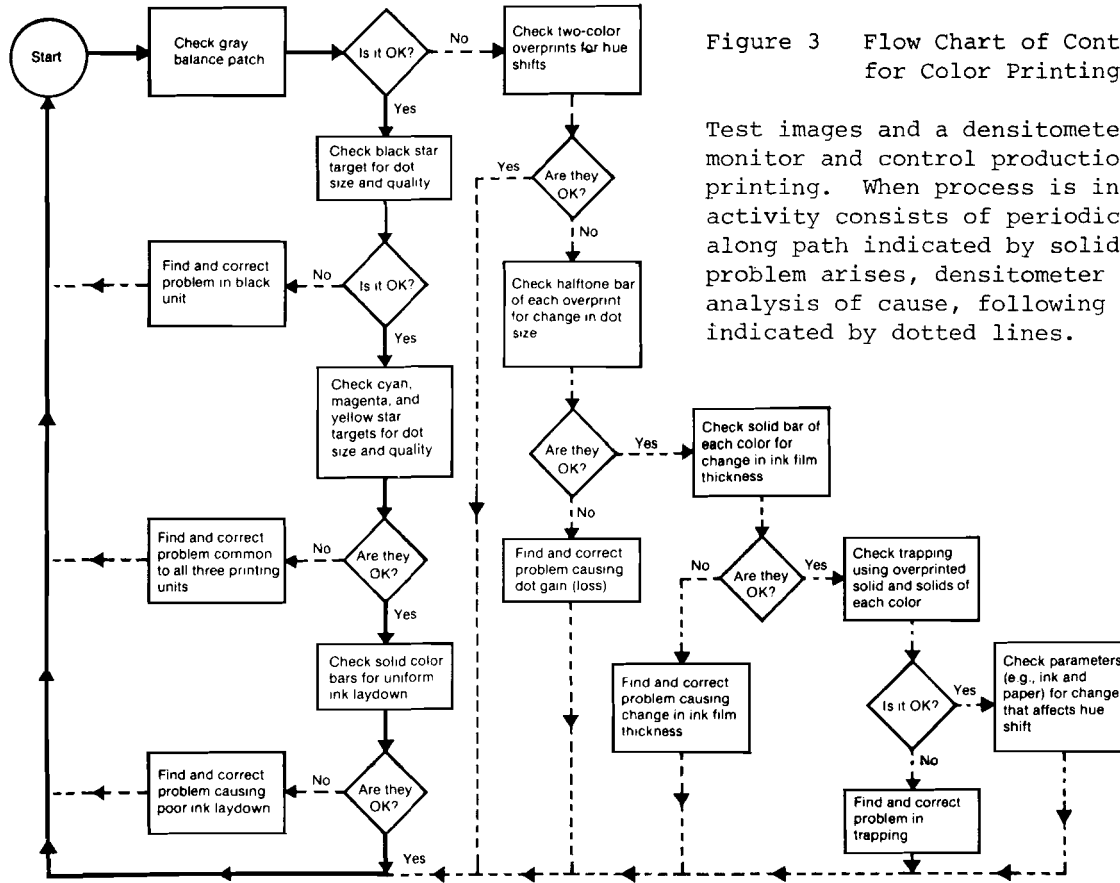 Start
Check gray
balance patch
Is it OK?
No
Check two-color
overprints for hue
shifts
Figure 3 Flow Chart of Cont
for Color Printing
Test images and a densitomete
monitor and control productio
printing. When process is in
activity consists of periodic
along path indicated by solid
problem arises, densitometer
analysis of cause, following
indicated by dotted lines.
Yes
Check black star
target for dot
size and quality
Yes
Are they
OK?
No
Find and correct
problem in black
unit
No
Is it OK?
Yes
Check halftone bar
of each overprint
for change in dot
size
Check cyan,
magenta, and
yellow star
targets for dot
size and quality
Are they
OK?
Yes
Check solid bar of
each color for
change in ink film
thickness
No
Find and correct
problem common
to all three printing
units
No
Are they
OK?
Yes
Find and correct
problem causing
dot gain (loss)
No
Are they
OK?
Yes
Check trapping
using overprinted
solid and solids of
each color
Check solid color
bars for uniform
ink laydown
Find and correct
problem causing
change in ink film
thickness
Is it OK?
Yes
Check parameters
(e.g., ink and
paper) for change
that affects hue
shift
No
Find and correct
problem causing
poor ink laydown
No
Are they
OK?
Yes
Find and correct
problem in
trapping